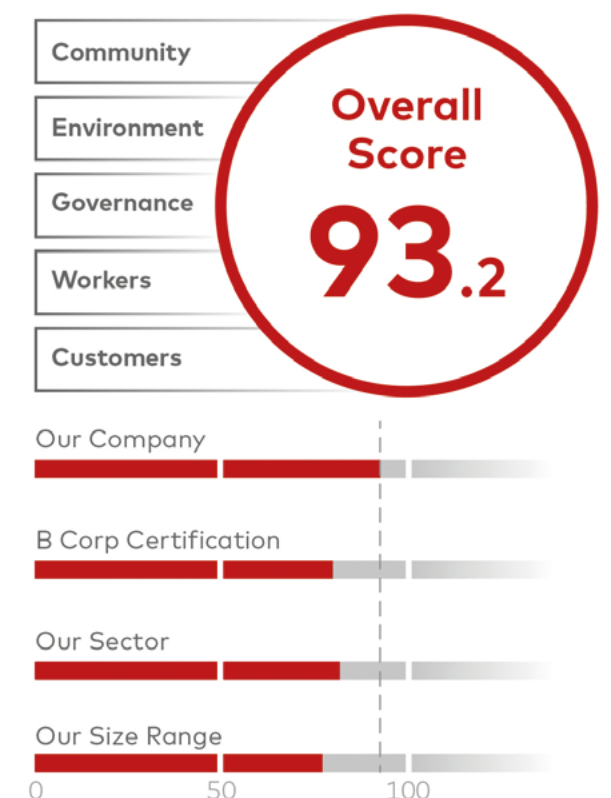 Community
Environment
Governance
Workers
Customers
Overall
Score
93.2
Our Company
B Corp Certification
Our Sector
Our Size Range
0 50 100